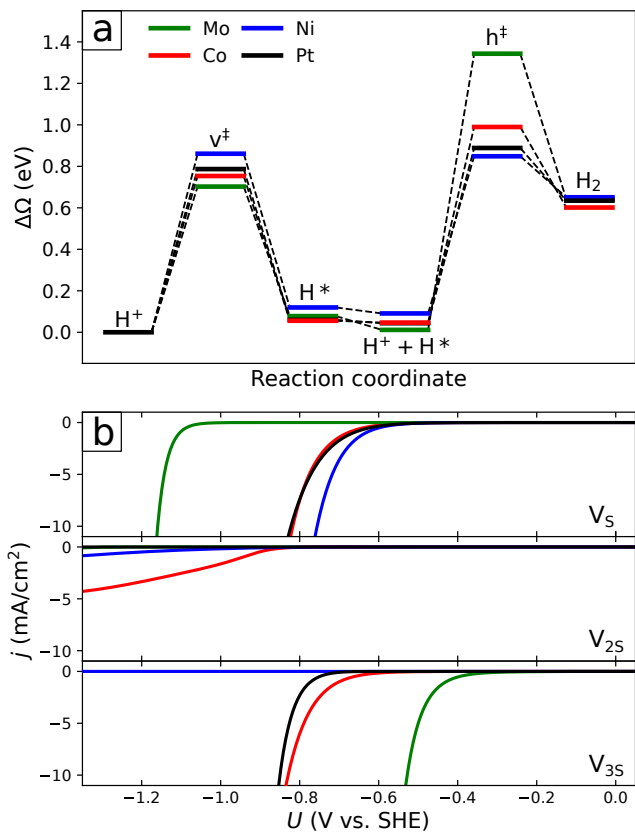 a
Mo
Co
Ni
Pt
ΔΩ (eV)
1.4
1.2
1.0
0.8
0.6
0.4
0.2
0.0
H⁺
v‡
H*
H⁺ + H*
h‡
H₂
Reaction coordinate
b
j (mA/cm²)
0
−5
−10
V_S
0
−5
−10
V_2S
0
−5
−10
V_3S
−1.2
−1.0
−0.8
−0.6
−0.4
−0.2
0.0
U (V vs. SHE)